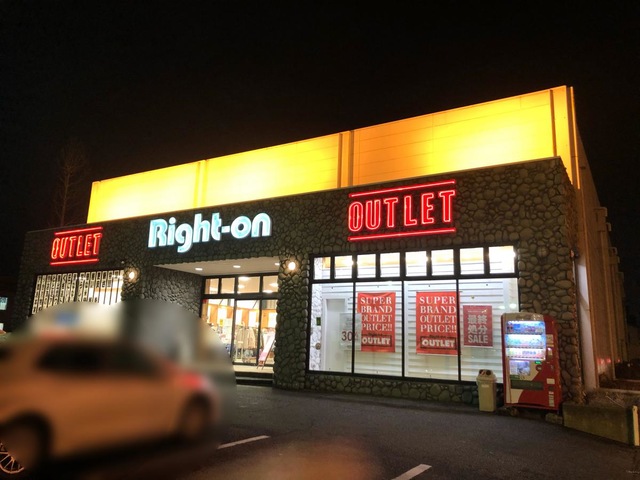 OUTLET
Right-on
OUTLET
SUPER
BRAND
OUTLET
PRICE!!
OUTLET
SUPER
BRAND
OUTLET
PRICE!!
OUTLET
最終
処分
SALE